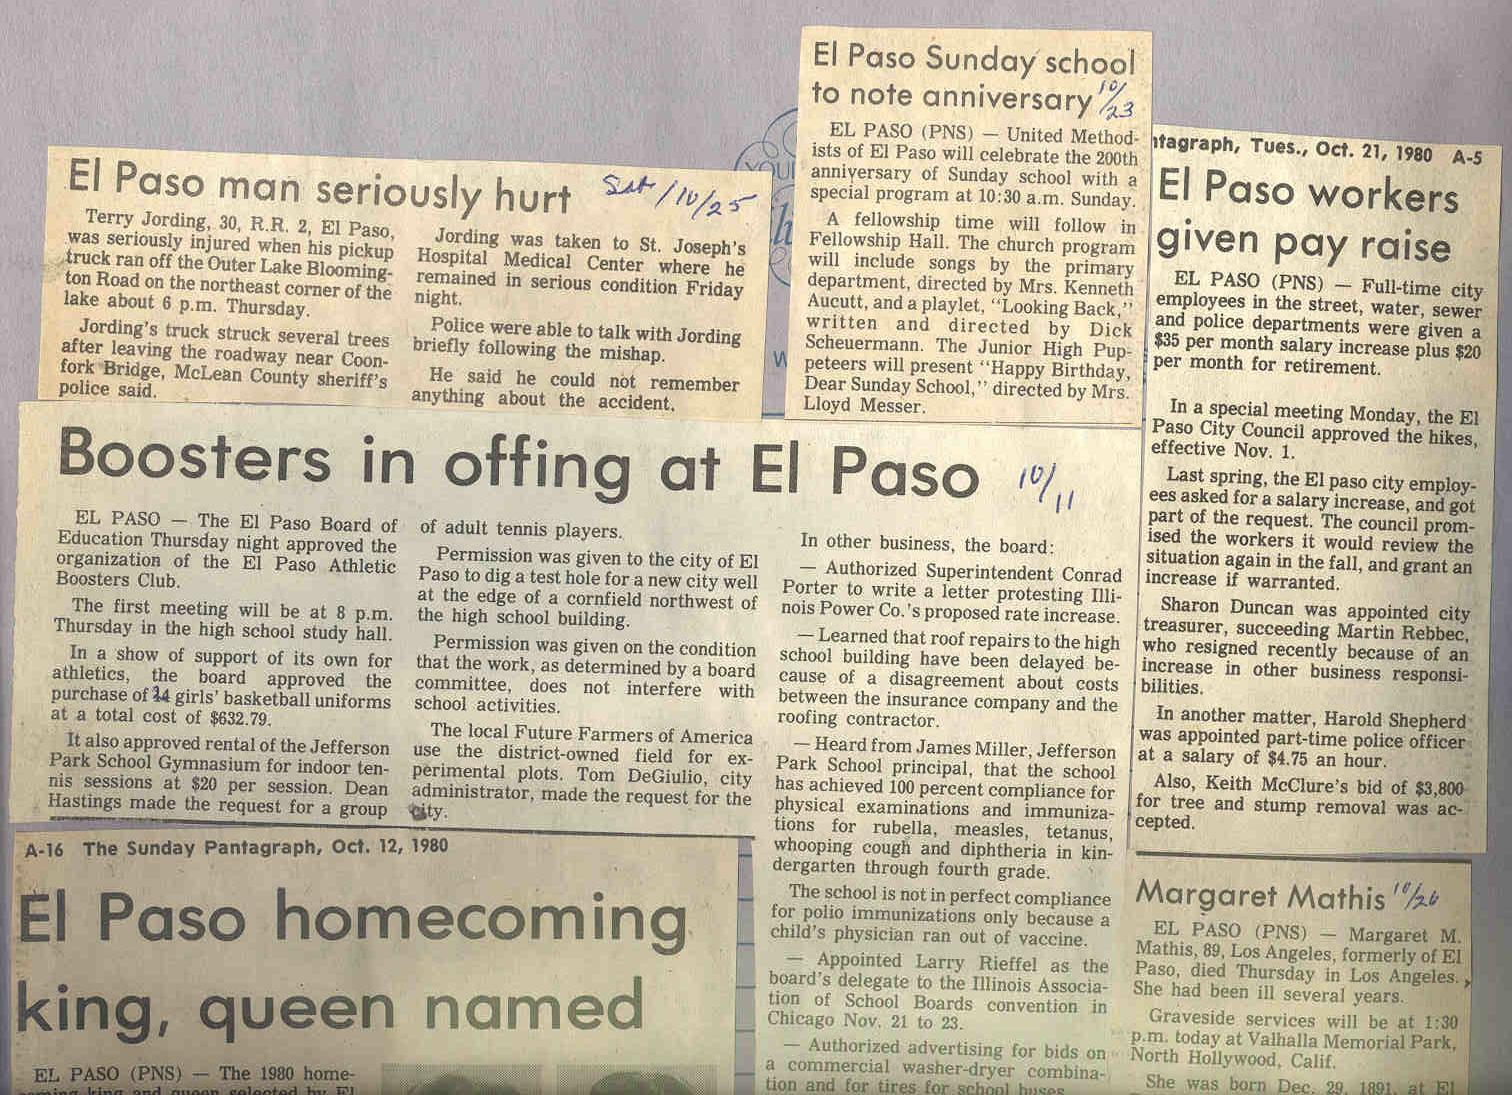 El Paso man seriously hurt
Sat/10/25
Terry Jording, 30, R.R. 2, El Paso,
was seriously injured when his pickup
truck ran off the Outer Lake Blooming-
ton Road on the northeast corner of the
lake about 6 p.m. Thursday.
Jording's truck struck several trees
after leaving the roadway near Coon-
fork Bridge, McLean County sheriff's
police said.
Jording was taken to St. Joseph's
Hospital Medical Center where he
remained in serious condition Friday
night.
Police were able to talk with Jording
briefly following the mishap.
He said he could not remember
anything about the accident.
El Paso Sunday school
to note anniversary
10/23
EL PASO (PNS) — United Method-
ists of El Paso will celebrate the 200th
anniversary of Sunday school with a
special program at 10:30 a.m. Sunday.
A fellowship time will follow in
Fellowship Hall. The church program
will include songs by the primary
department, directed by Mrs. Kenneth
Aucutt, and a playlet, "Looking Back,"
written and directed by Dick
Scheuermann. The Junior High Pup-
peteers will present "Happy Birthday,
Dear Sunday School," directed by Mrs.
Lloyd Messer.
ntagraph, Tues., Oct. 21, 1980 A-5
El Paso workers
given pay raise
EL PASO (PNS) — Full-time city
employees in the street, water, sewer
and police departments were given a
$35 per month salary increase plus $20
per month for retirement.
In a special meeting Monday, the El
Paso City Council approved the hikes,
effective Nov. 1.
Last spring, the El paso city employ-
ees asked for a salary increase, and got
part of the request. The council prom-
ised the workers it would review the
situation again in the fall, and grant an
increase if warranted.
Sharon Duncan was appointed city
treasurer, succeeding Martin Rebbec,
who resigned recently because of an
increase in other business responsi-
bilities.
In another matter, Harold Shepherd
was appointed part-time police officer
at a salary of $4.75 an hour.
Also, Keith McClure's bid of $3,800
for tree and stump removal was ac-
cepted.
Boosters in offing at El Paso
10/11
EL PASO — The El Paso Board of
Education Thursday night approved the
organization of the El Paso Athletic
Boosters Club.
The first meeting will be at 8 p.m.
Thursday in the high school study hall.
In a show of support of its own for
athletics, the board approved the
purchase of girls' basketball uniforms
at a total cost of $632.79.
It also approved rental of the Jefferson
Park School Gymnasium for indoor ten-
nis sessions at $20 per session. Dean
Hastings made the request for a group
of adult tennis players.
Permission was given to the city of El
Paso to dig a test hole for a new city well
at the edge of a cornfield northwest of
the high school building.
Permission was given on the condition
that the work, as determined by a board
committee, does not interfere with
school activities.
The local Future Farmers of America
use the district-owned field for ex-
perimental plots. Tom DeGiulio, city
administrator, made the request for the
city.
In other business, the board:
— Authorized Superintendent Conrad
Porter to write a letter protesting Illi-
nois Power Co.'s proposed rate increase.
— Learned that roof repairs to the high
school building have been delayed be-
cause of a disagreement about costs
between the insurance company and the
roofing contractor.
— Heard from James Miller, Jefferson
Park School principal, that the school
has achieved 100 percent compliance for
physical examinations and immuniza-
tions for rubella, measles, tetanus,
whooping cough and diphtheria in kin-
dergarten through fourth grade.
The school is not in perfect compliance
for polio immunizations only because a
child's physician ran out of vaccine.
— Appointed Larry Rieffel as the
board's delegate to the Illinois Associa-
tion of School Boards convention in
Chicago Nov. 21 to 23.
— Authorized advertising for bids on
a commercial washer-dryer combina-
tion and for tires for school buses
A-16 The Sunday Pantagraph, Oct. 12, 1980
El Paso homecoming
king, queen named
EL PASO (PNS) — The 1980 home-
coming king and queen selected by El
Margaret Mathis
10/26
EL PASO (PNS) — Margaret M.
Mathis, 89, Los Angeles, formerly of El
Paso, died Thursday in Los Angeles.
She had been ill several years.
Graveside services will be at 1:30
p.m. today at Valhalla Memorial Park,
North Hollywood, Calif.
She was born Dec. 29, 1891, at El
YOU
W